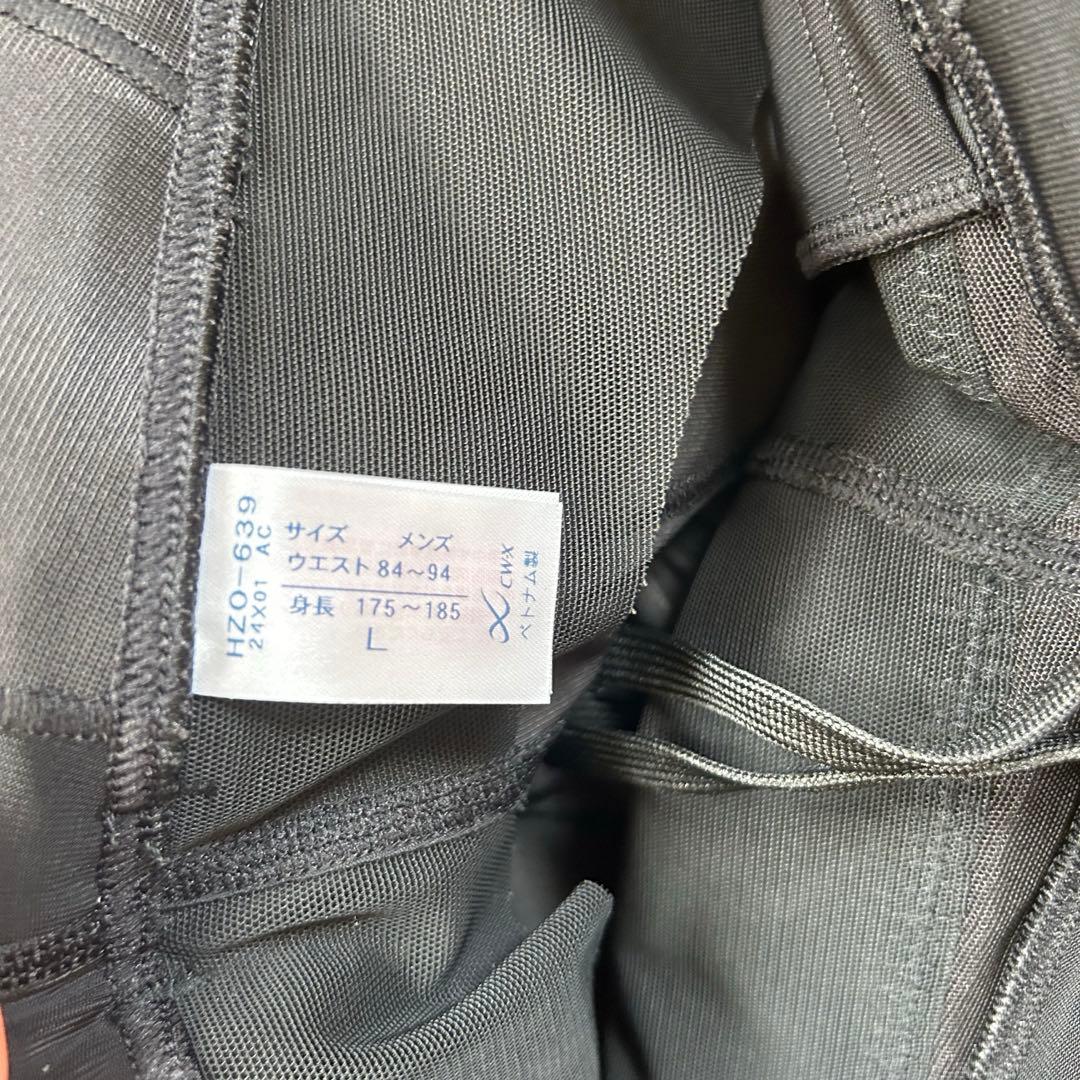 HZO-639
24X01 AC
サイズ メンズ
ウエスト 84～94
身長 175～185
L
CW-X
ベトナム製